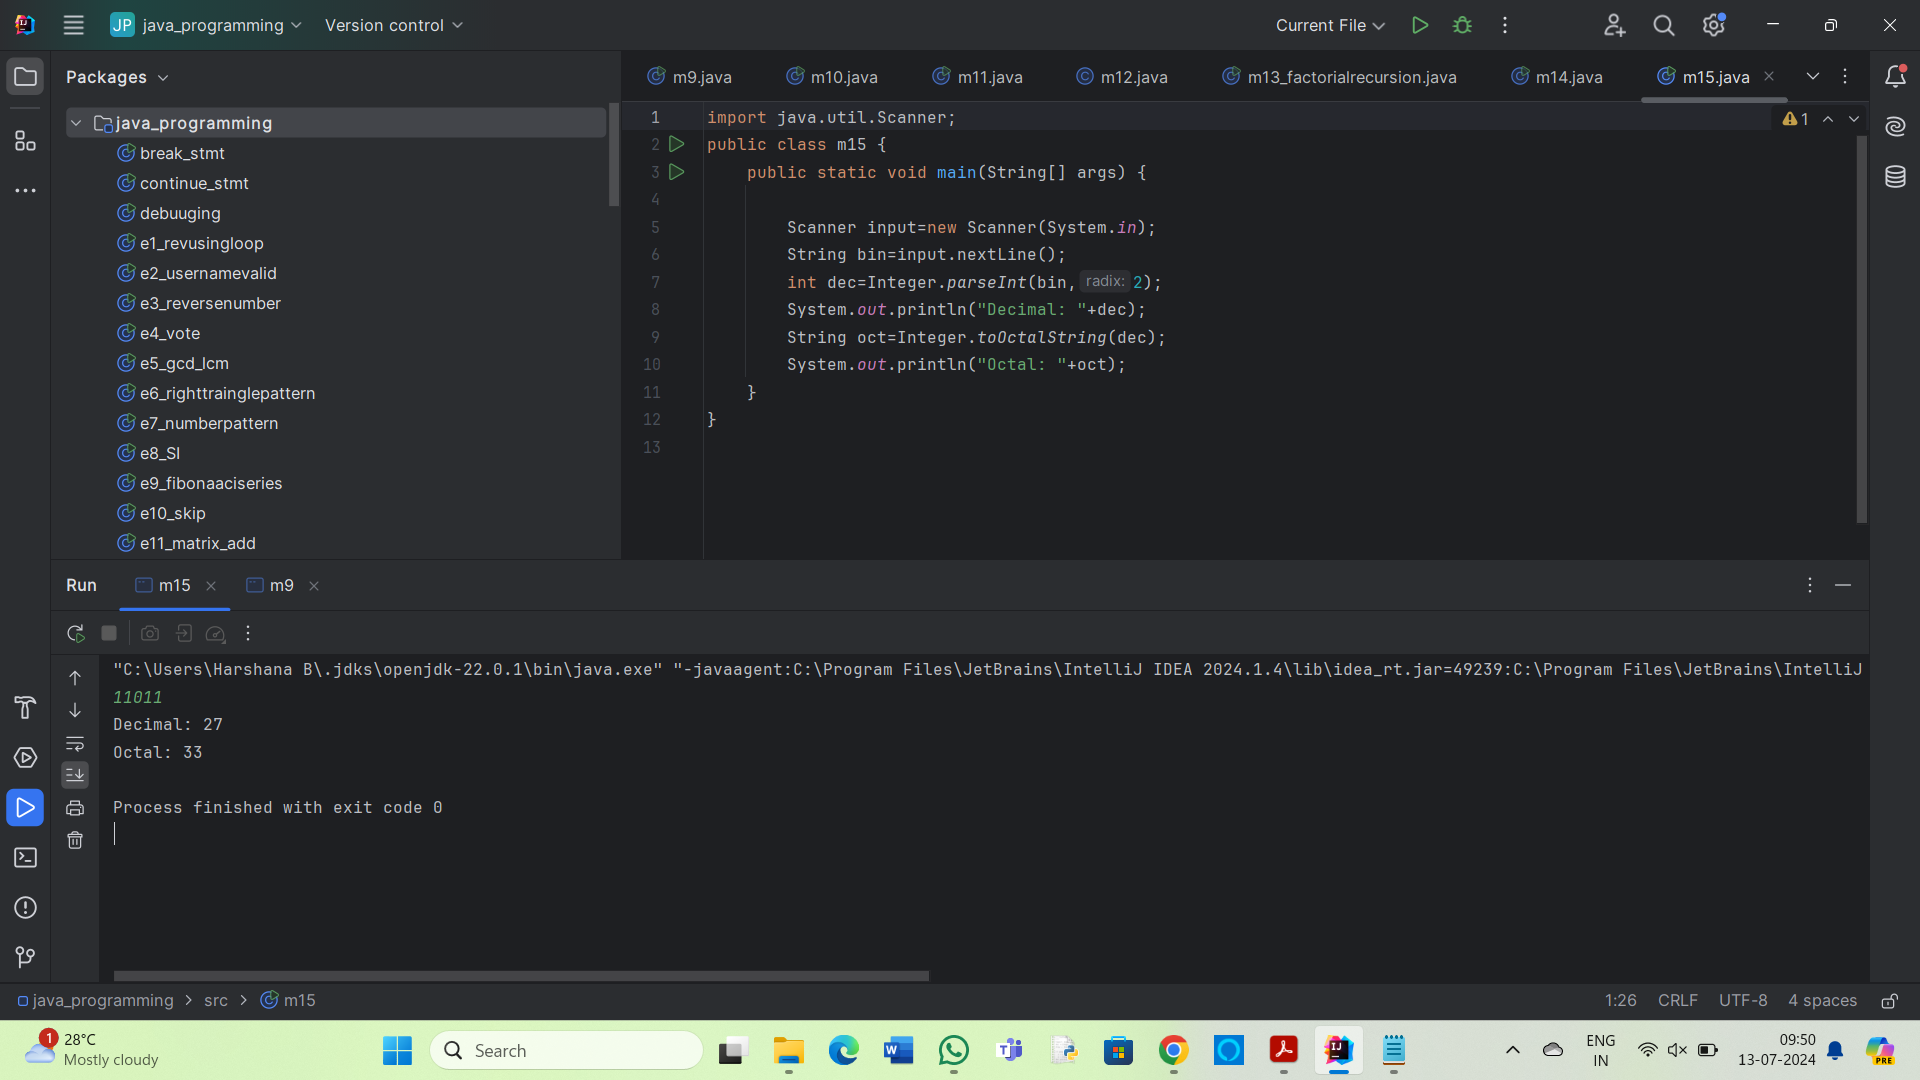 JP java_programming Version control Current File
Packages
m9.java m10.java m11.java m12.java m13_factorialrecursion.java m14.java m15.java
java_programming
break_stmt
continue_stmt
debuuging
e1_revusingloop
e2_usernamevalid
e3_reversenumber
e4_vote
e5_gcd_lcm
e6_righttrainglepattern
e7_numberpattern
e8_SI
e9_fibonaaciseries
e10_skip
e11_matrix_add
1 import java.util.Scanner;
2 public class m15 {
3 public static void main(String[] args) {
4
5 Scanner input=new Scanner(System.in);
6 String bin=input.nextLine();
7 int dec=Integer.parseInt(bin, radix: 2);
8 System.out.println("Decimal: "+dec);
9 String oct=Integer.toOctalString(dec);
10 System.out.println("Octal: "+oct);
11 }
12 }
13
1
Run m15 m9
"C:\Users\Harshana B\.jdks\openjdk-22.0.1\bin\java.exe" "-javaagent:C:\Program Files\JetBrains\IntelliJ IDEA 2024.1.4\lib\idea_rt.jar=49239:C:\Program Files\JetBrains\IntelliJ
11011
Decimal: 27
Octal: 33
Process finished with exit code 0
java_programming > src > m15 1:26 CRLF UTF-8 4 spaces
1 28°C
Mostly cloudy
Search
ENG
IN
09:50
13-07-2024
PRE